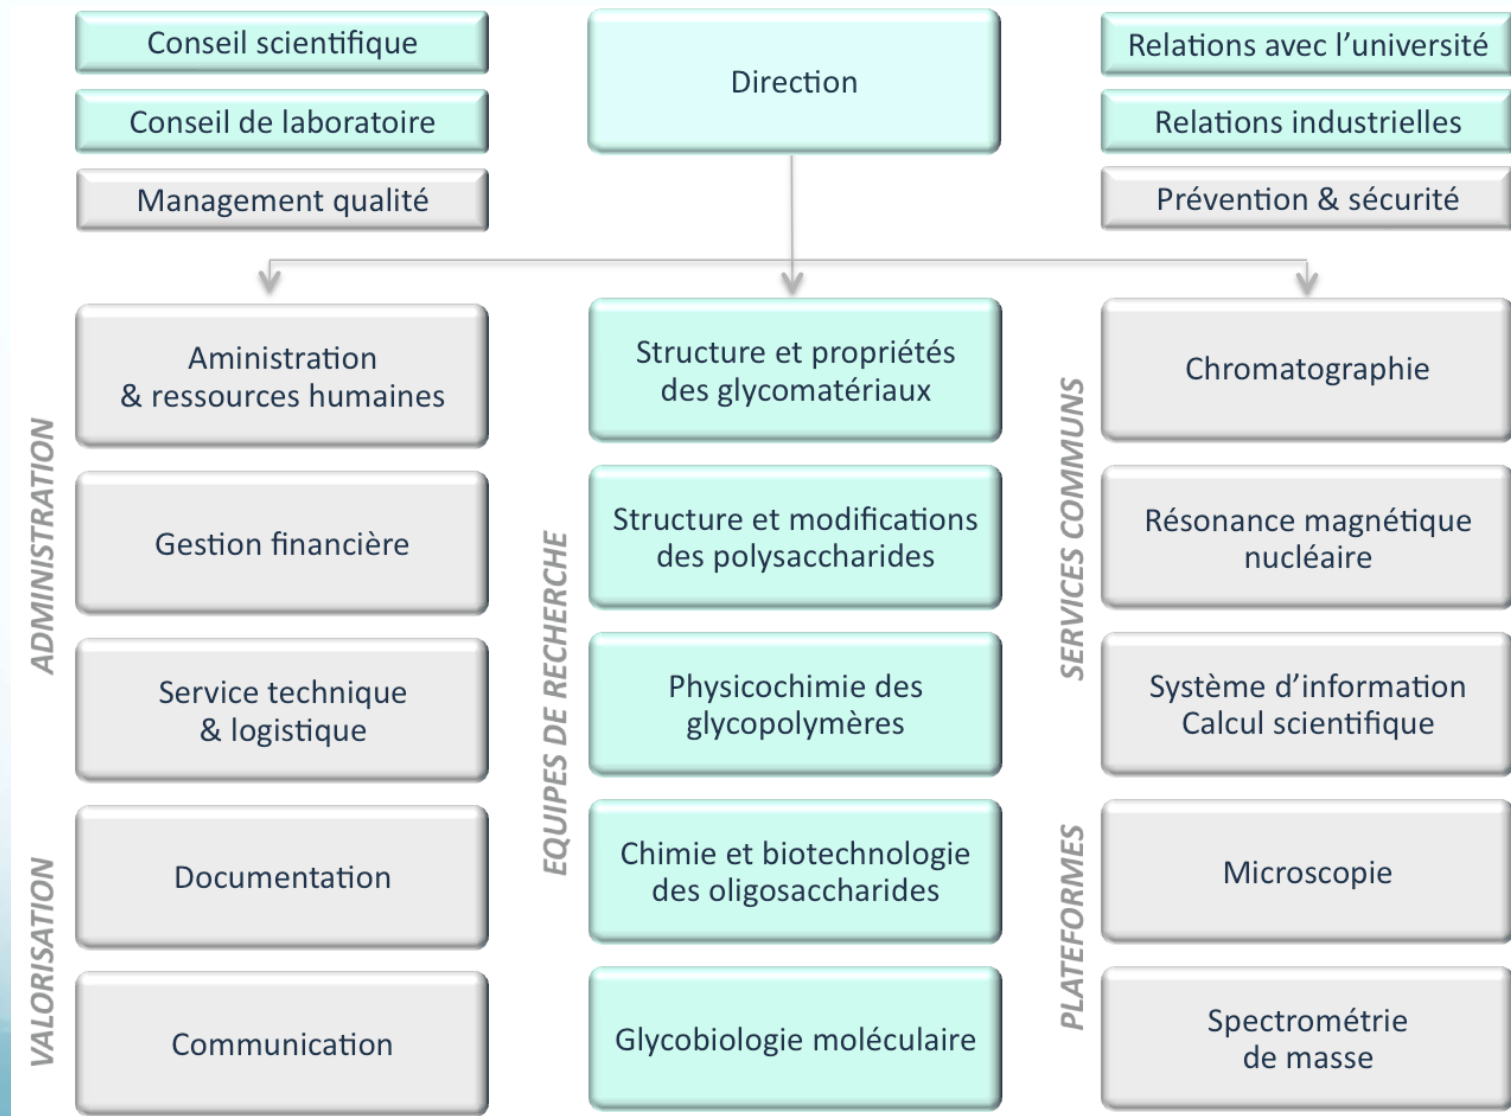 Conseil scientifique
Conseil de laboratoire
Management qualité
Direction
Relations avec l’université
Relations industrielles
Prévention & sécurité
ADMINISTRATION
Aministration
& ressources humaines
Gestion financière
Service technique
& logistique
VALORISATION
Documentation
Communication
EQUIPES DE RECHERCHE
Structure et propriétés
des glycomatériaux
Structure et modifications
des polysaccharides
Physicochimie des
glycopolymères
Chimie et biotechnologie
des oligosaccharides
Glycobiologie moléculaire
SERVICES COMMUNS
Chromatographie
Résonance magnétique
nucléaire
Système d’information
Calcul scientifique
PLATEFORMES
Microscopie
Spectrométrie
de masse